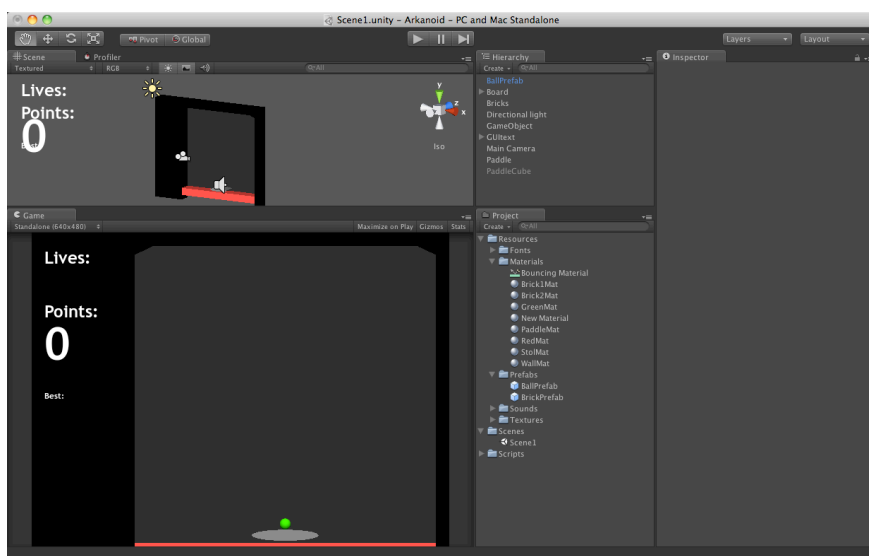 Scene1.unity – Arkanoid – PC and Mac Standalone
Pivot Global Layers Layout
Scene Profiler
Textured RGB All
Lives:
Points:
0
Best:
y
z
x
Iso
Hierarchy
Create All
BallPrefab
Board
Bricks
Directional light
GameObject
GUItext
Main Camera
Paddle
PaddleCube
Inspector
Game
Standalone (640x480) Maximize on Play Gizmos Stats
Lives:
Points:
0
Best:
Project
Create All
Resources
Fonts
Materials
Bouncing Material
Brick1Mat
Brick2Mat
GreenMat
New Material
PaddleMat
RedMat
StolMat
WallMat
Prefabs
BallPrefab
BrickPrefab
Sounds
Textures
Scenes
Scene1
Scripts